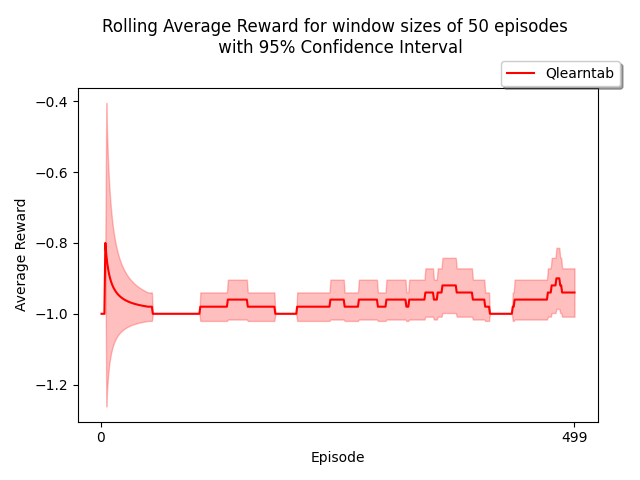 Rolling Average Reward for window sizes of 50 episodes
with 95% Confidence Interval
Qlearntab
−0.4
−0.6
−0.8
−1.0
−1.2
Average Reward
0
499
Episode